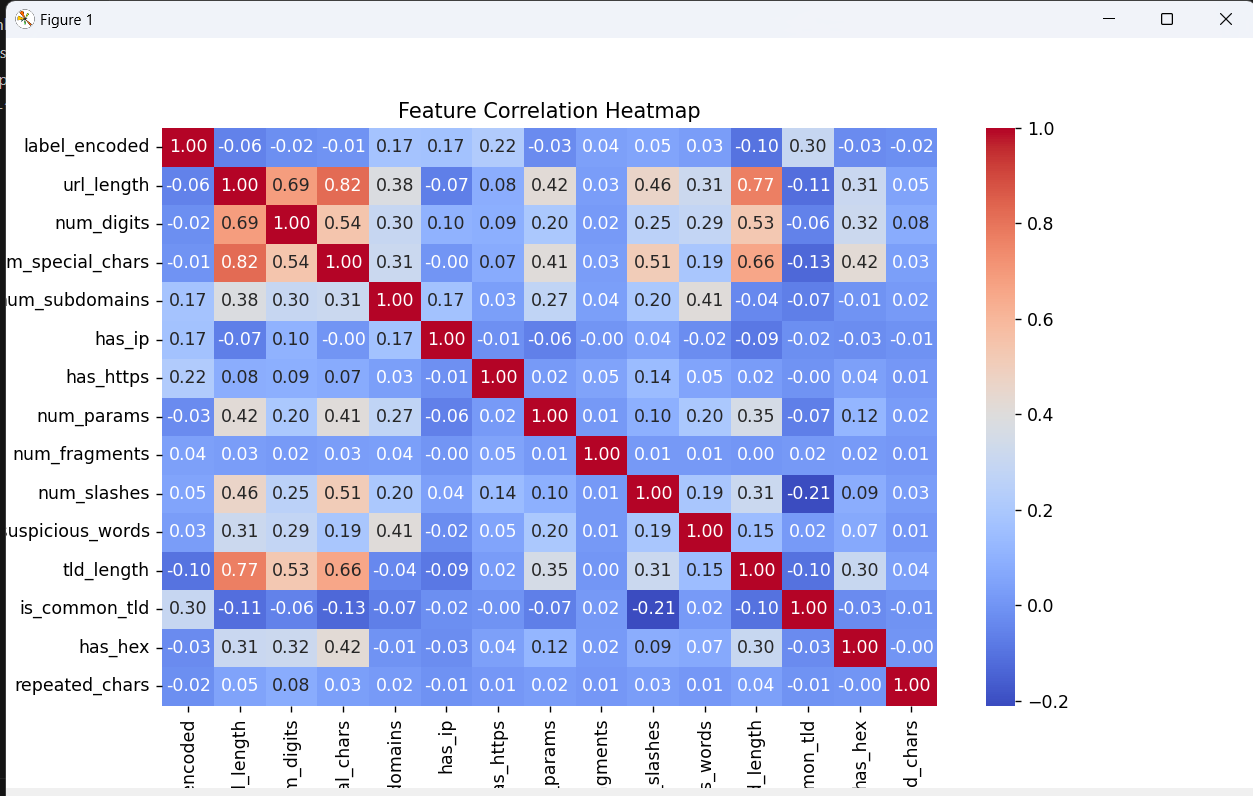 Figure 1
Feature Correlation Heatmap
label_encoded 1.00 -0.06 -0.02 -0.01 0.17 0.17 0.22 -0.03 0.04 0.05 0.03 -0.10 0.30 -0.03 -0.02
url_length -0.06 1.00 0.69 0.82 0.38 -0.07 0.08 0.42 0.03 0.46 0.31 0.77 -0.11 0.31 0.05
num_digits -0.02 0.69 1.00 0.54 0.30 0.10 0.09 0.20 0.02 0.25 0.29 0.53 -0.06 0.32 0.08
m_special_chars -0.01 0.82 0.54 1.00 0.31 -0.00 0.07 0.41 0.03 0.51 0.19 0.66 -0.13 0.42 0.03
um_subdomains 0.17 0.38 0.30 0.31 1.00 0.17 0.03 0.27 0.04 0.20 0.41 -0.04 -0.07 -0.01 0.02
has_ip 0.17 -0.07 0.10 -0.00 0.17 1.00 -0.01 -0.06 -0.00 0.04 -0.02 -0.09 -0.02 -0.03 -0.01
has_https 0.22 0.08 0.09 0.07 0.03 -0.01 1.00 0.02 0.05 0.14 0.05 0.02 -0.00 0.04 0.01
num_params -0.03 0.42 0.20 0.41 0.27 -0.06 0.02 1.00 0.01 0.10 0.20 0.35 -0.07 0.12 0.02
num_fragments 0.04 0.03 0.02 0.03 0.04 -0.00 0.05 0.01 1.00 0.01 0.01 0.00 0.02 0.02 0.01
num_slashes 0.05 0.46 0.25 0.51 0.20 0.04 0.14 0.10 0.01 1.00 0.19 0.31 -0.21 0.09 0.03
suspicious_words 0.03 0.31 0.29 0.19 0.41 -0.02 0.05 0.20 0.01 0.19 1.00 0.15 0.02 0.07 0.01
tld_length -0.10 0.77 0.53 0.66 -0.04 -0.09 0.02 0.35 0.00 0.31 0.15 1.00 -0.10 0.30 0.04
is_common_tld 0.30 -0.11 -0.06 -0.13 -0.07 -0.02 -0.00 -0.07 0.02 -0.21 0.02 -0.10 1.00 -0.03 -0.01
has_hex -0.03 0.31 0.32 0.42 -0.01 -0.03 0.04 0.12 0.02 0.09 0.07 0.30 -0.03 1.00 -0.00
repeated_chars -0.02 0.05 0.08 0.03 0.02 -0.01 0.01 0.02 0.01 0.03 0.01 0.04 -0.01 -0.00 1.00
encoded
l_length
m_digits
al_chars
domains
has_ip
as_https
_params
gments
_slashes
s_words
d_length
mon_tld
has_hex
d_chars
1.0
0.8
0.6
0.4
0.2
0.0
-0.2